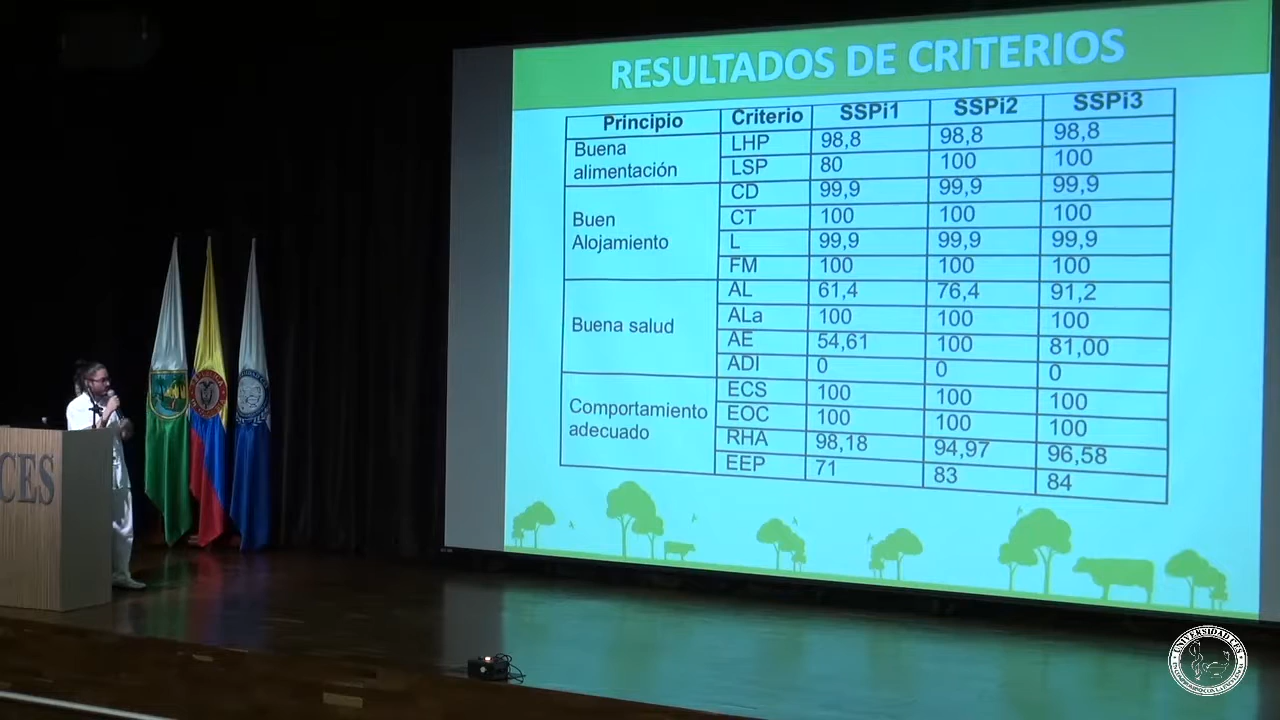 RESULTADOS DE CRITERIOS
Principio Criterio SSPi1 SSPi2 SSPi3
Buena alimentación LHP 98,8 98,8 98,8
LSP 80 100 100
Buen Alojamiento CD 99,9 99,9 99,9
CT 100 100 100
L 99,9 99,9 99,9
FM 100 100 100
Buena salud AL 61,4 76,4 91,2
ALa 100 100 100
AE 54,61 100 81,00
ADI 0 0 0
Comportamiento adecuado ECS 100 100 100
EOC 100 100 100
RHA 98,18 94,97 96,58
EEP 71 83 84
CES
UNIVERSIDAD CES